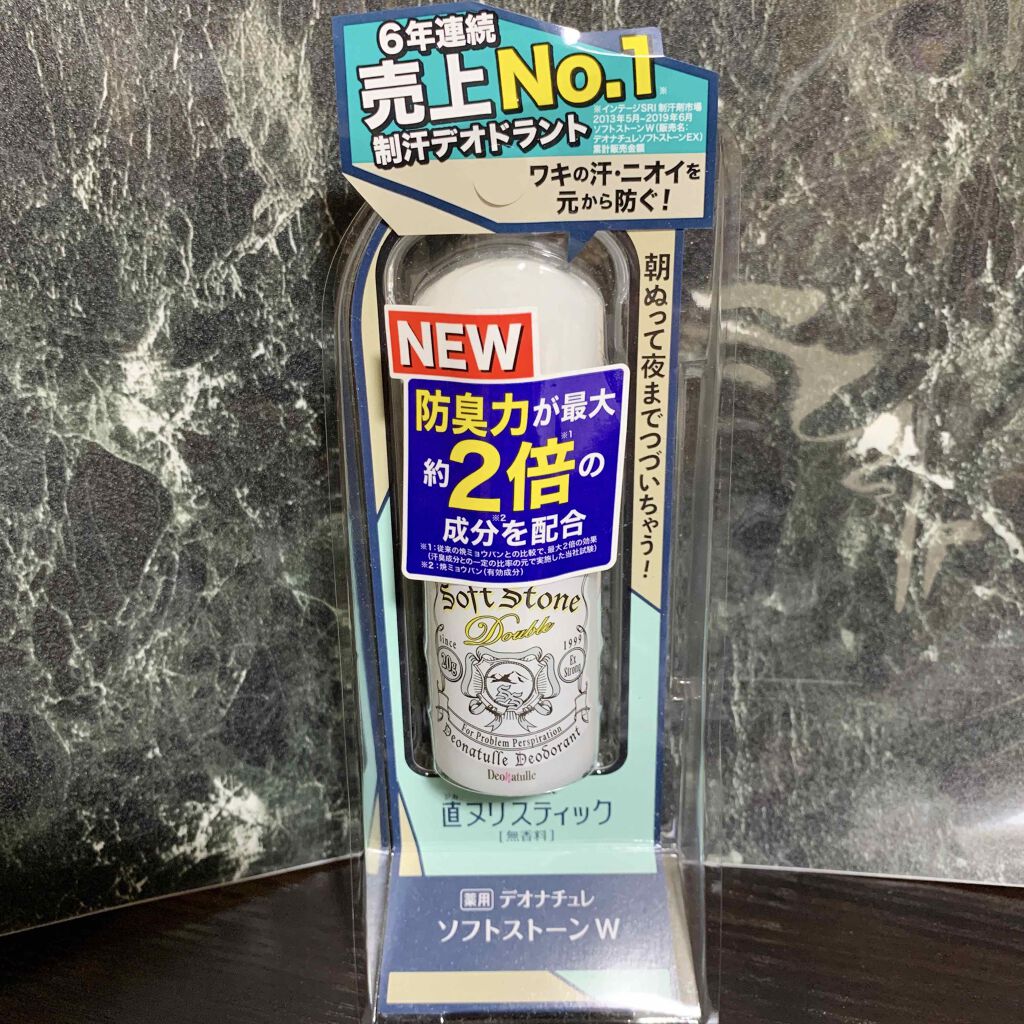 6年連続
売上No.1※
制汗デオドラント
※インテージSRI 制汗剤市場
2013年5月~2019年6月
ソフトストーンW(販売名:
デオナチュレソフトストーンEX)
累計販売金額
ワキの汗・ニオイを
元から防ぐ!
朝ぬって夜までつづいちゃう!
NEW
防臭力が最大
約2倍※1の
成分※2を配合
※1:従来の焼ミョウバンとの比較で、最大2倍の効果
(汗臭成分との一定の比率の元で実施した当社試験)
※2:焼ミョウバン(有効成分)
Soft Stone
Double
since 1999
20g
Ex Strong
SS
For Problem Perspiration
Deonatulle Deodorant
Deonatulle
直ヌリスティック
[無香料]
薬用 デオナチュレ
ソフトストーンW